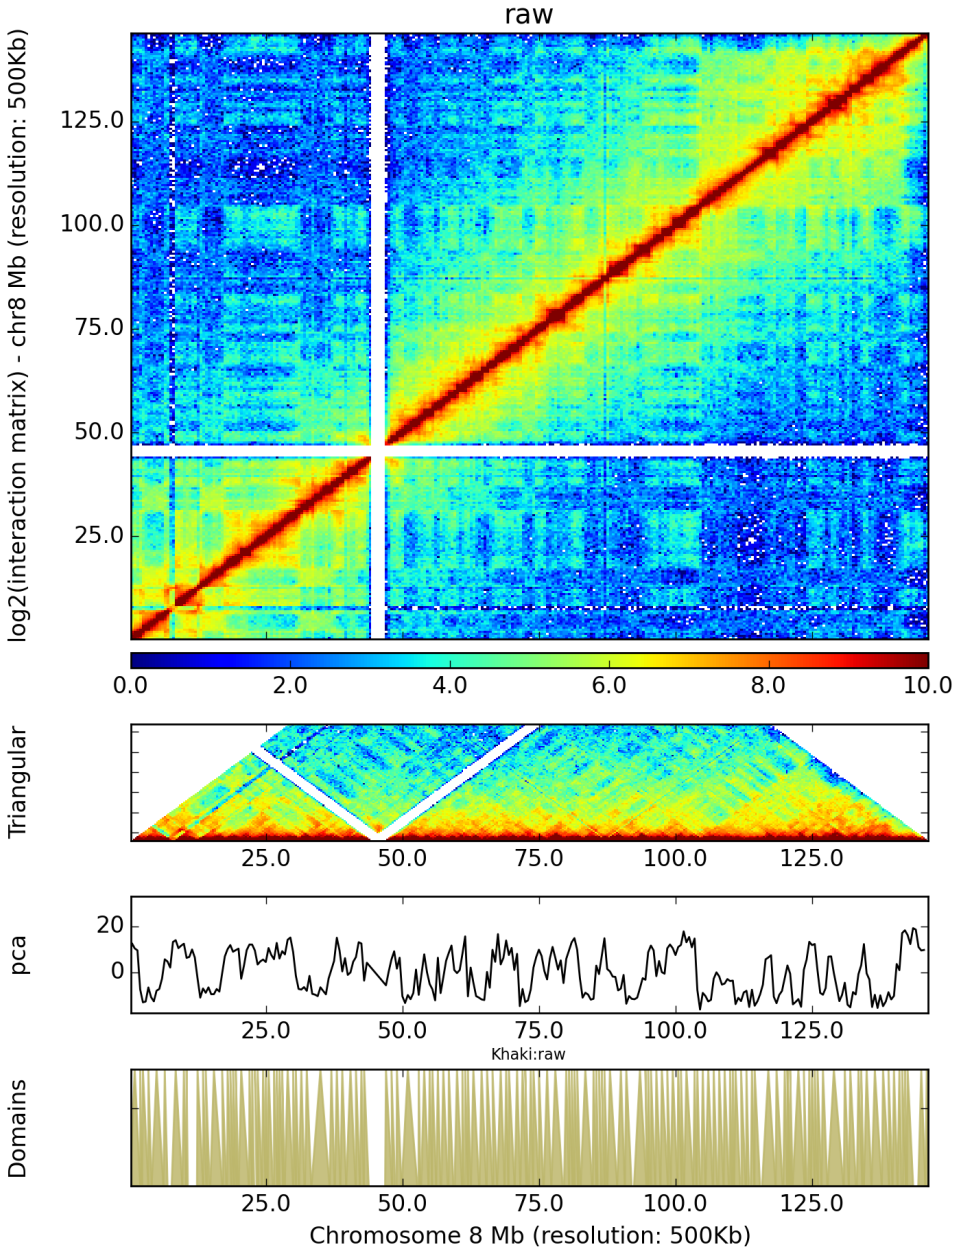 raw
log2(interaction matrix) - chr8 Mb (resolution: 500Kb)
125.0
100.0
75.0
50.0
25.0
0.0 2.0 4.0 6.0 8.0 10.0
Triangular
25.0 50.0 75.0 100.0 125.0
pca
20
0
25.0 50.0 75.0 100.0 125.0
Khaki:raw
Domains
25.0 50.0 75.0 100.0 125.0
Chromosome 8 Mb (resolution: 500Kb)